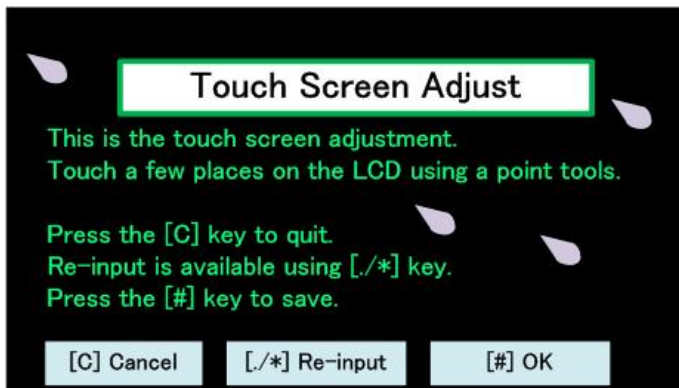 Touch Screen Adjust
This is the touch screen adjustment.
Touch a few places on the LCD using a point tools.
Press the [C] key to quit.
Re-input is available using [./*] key.
Press the [#] key to save.
[C] Cancel [./*] Re-input [#] OK